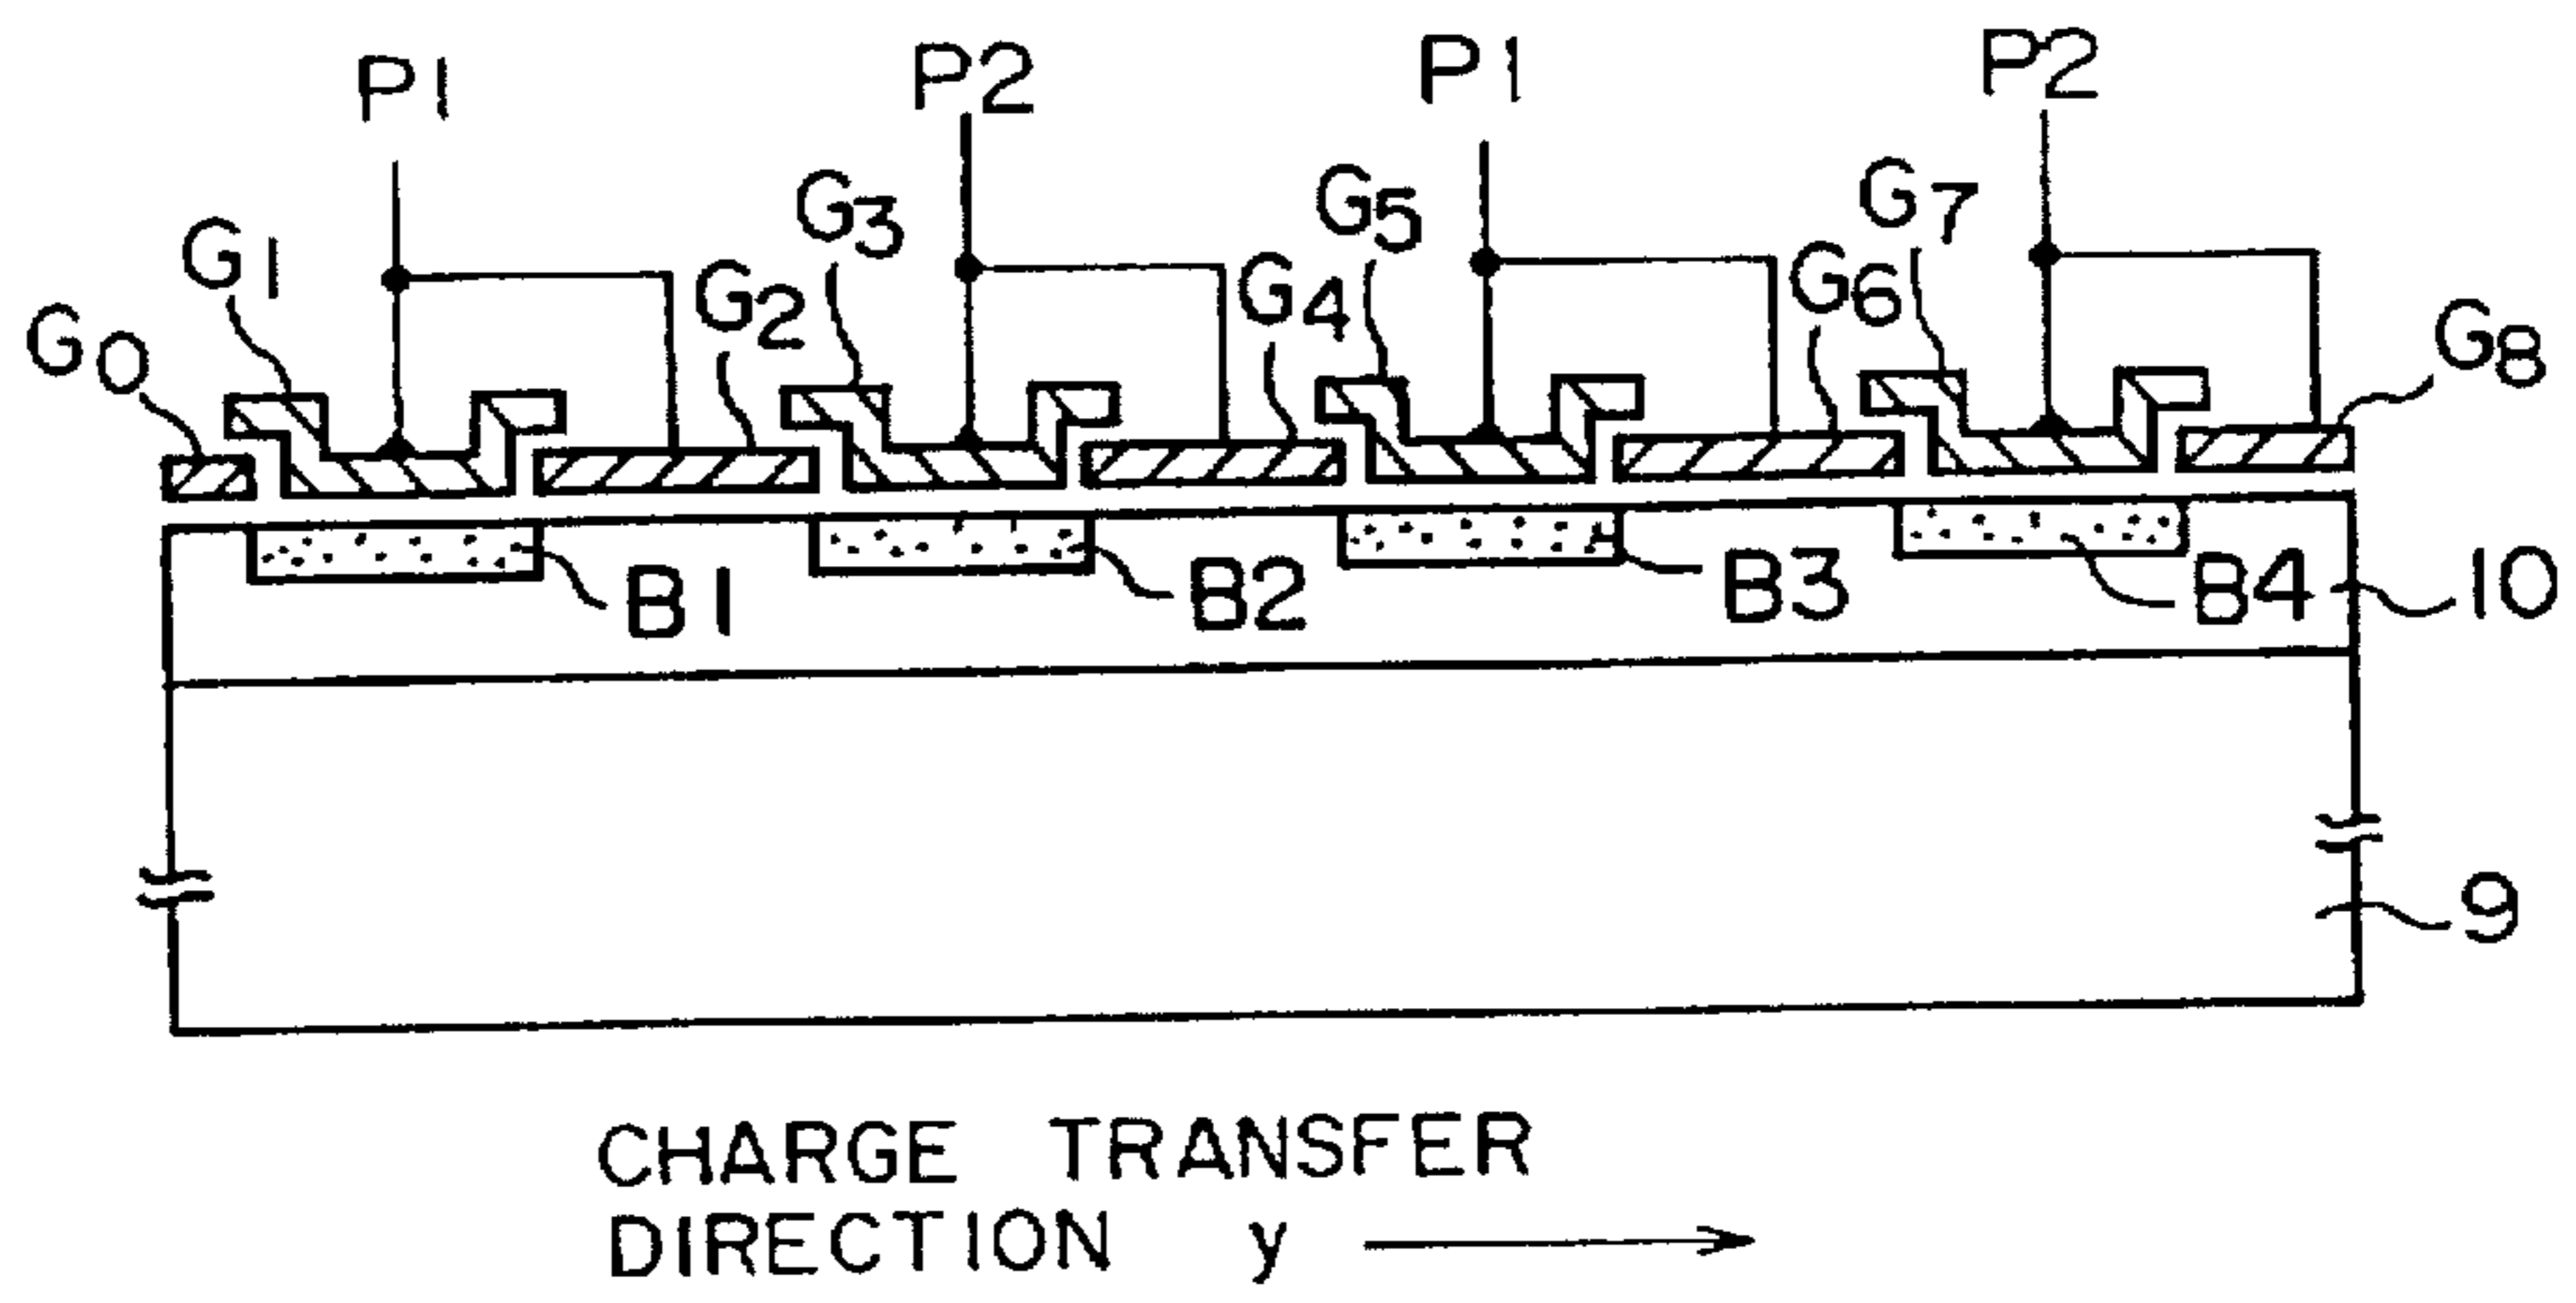 P1 P2 P1 P2
G0 G1 G2 G3 G4 G5 G6 G7 G8
B1 B2 B3 B4 10
9
CHARGE TRANSFER
DIRECTION y